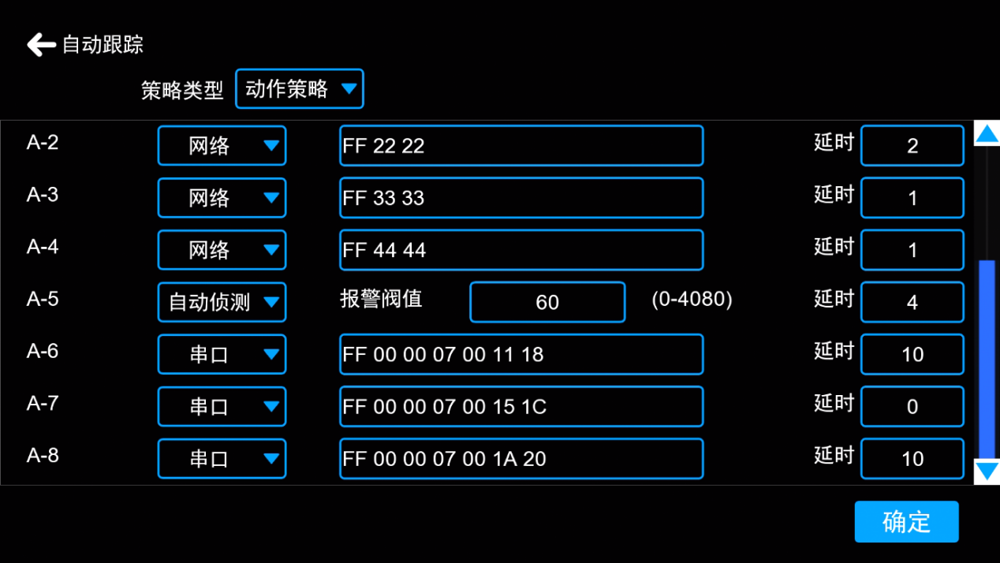 自动跟踪
策略类型 动作策略
A-2 网络 FF 22 22 延时 2
A-3 网络 FF 33 33 延时 1
A-4 网络 FF 44 44 延时 1
A-5 自动侦测 报警阀值 60 (0-4080) 延时 4
A-6 串口 FF 00 00 07 00 11 18 延时 10
A-7 串口 FF 00 00 07 00 15 1C 延时 0
A-8 串口 FF 00 00 07 00 1A 20 延时 10
确定